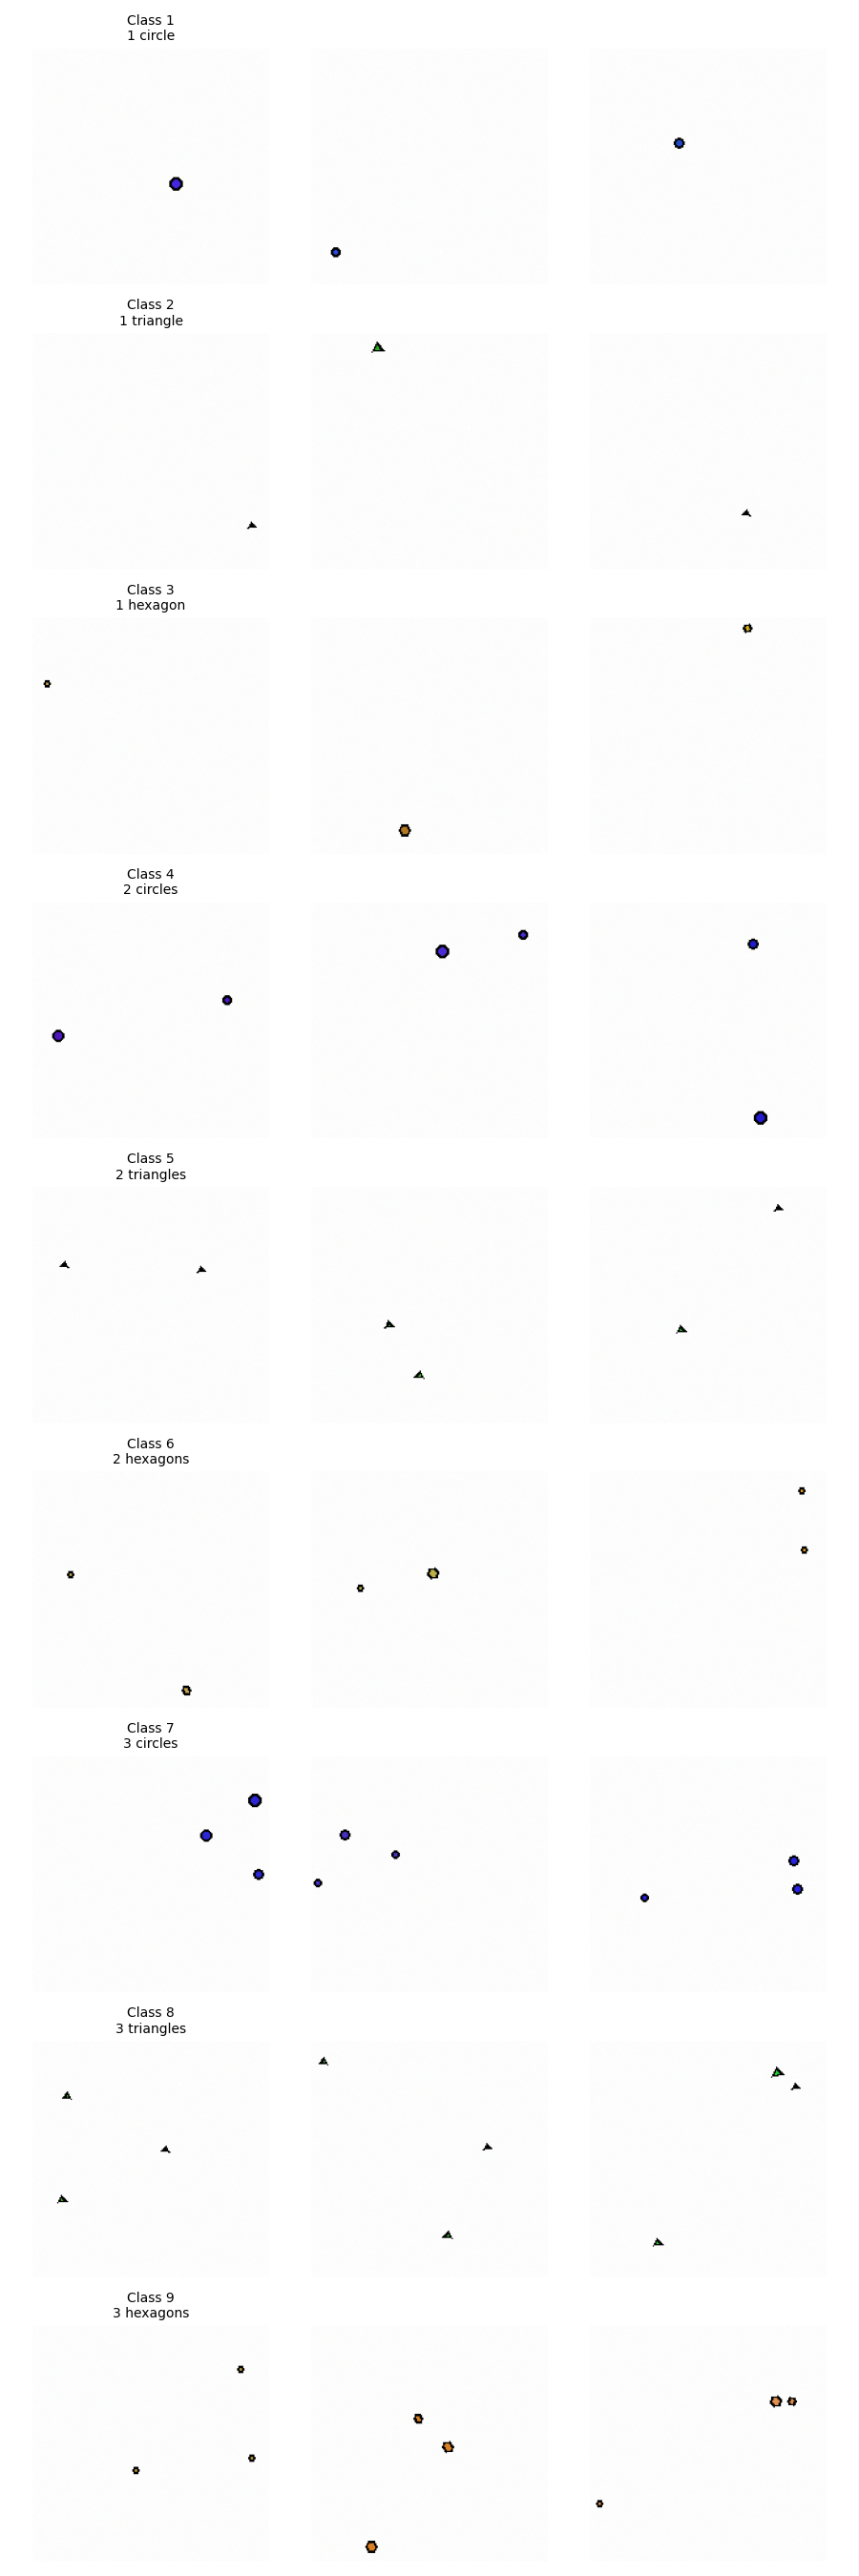 Class 1
1 circle
Class 2
1 triangle
Class 3
1 hexagon
Class 4
2 circles
Class 5
2 triangles
Class 6
2 hexagons
Class 7
3 circles
Class 8
3 triangles
Class 9
3 hexagons